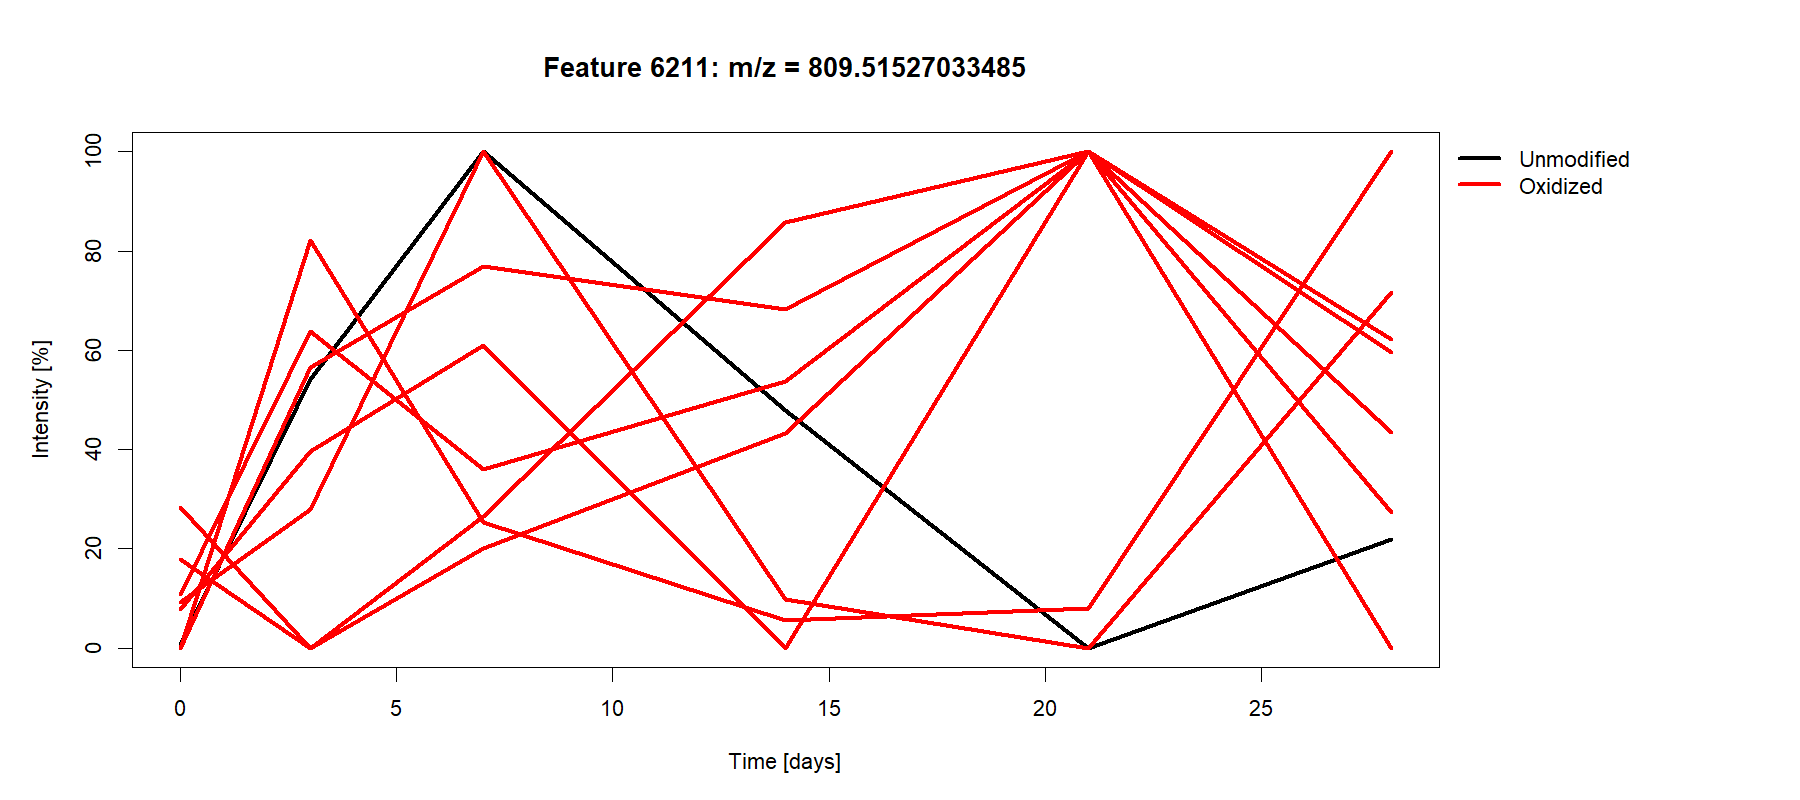 Feature 6211: m/z = 809.51527033485
Unmodified
Oxidized
Intensity [%]
100
80
60
40
20
0
0 5 10 15 20 25
Time [days]